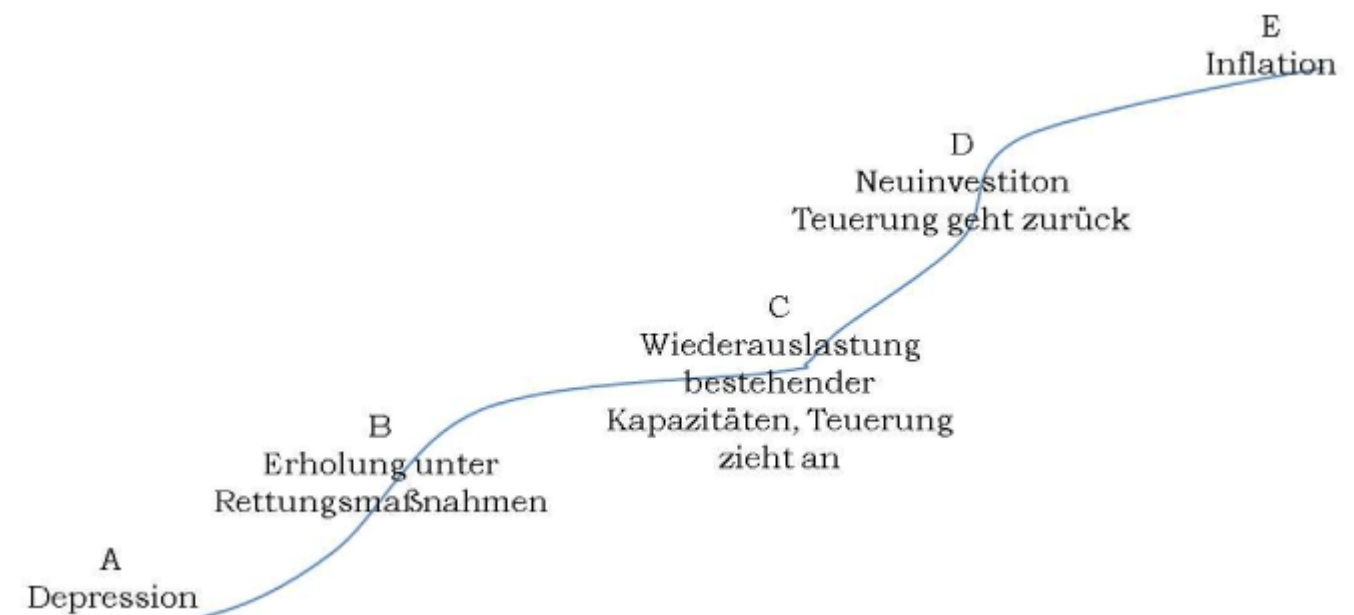 E
Inflation
D
Neuinvestiton
Teuerung geht zurück
C
Wiederauslastung
bestehender
Kapazitäten, Teuerung
zieht an
B
Erholung unter
Rettungsmaßnahmen
A
Depression